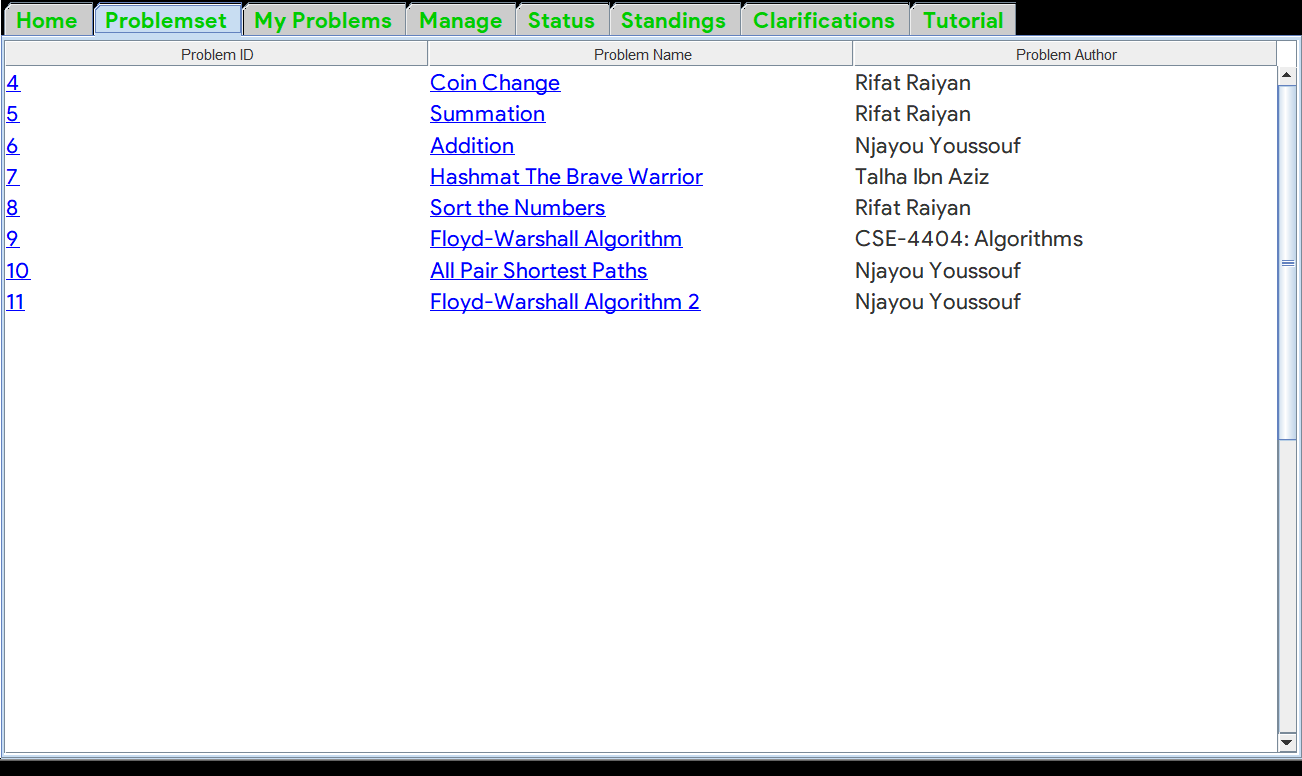 Home Problemset My Problems Manage Status Standings Clarifications Tutorial
Problem ID Problem Name Problem Author
4 Coin Change Rifat Raiyan
5 Summation Rifat Raiyan
6 Addition Njayou Youssouf
7 Hashmat The Brave Warrior Talha Ibn Aziz
8 Sort the Numbers Rifat Raiyan
9 Floyd-Warshall Algorithm CSE-4404: Algorithms
10 All Pair Shortest Paths Njayou Youssouf
11 Floyd-Warshall Algorithm 2 Njayou Youssouf